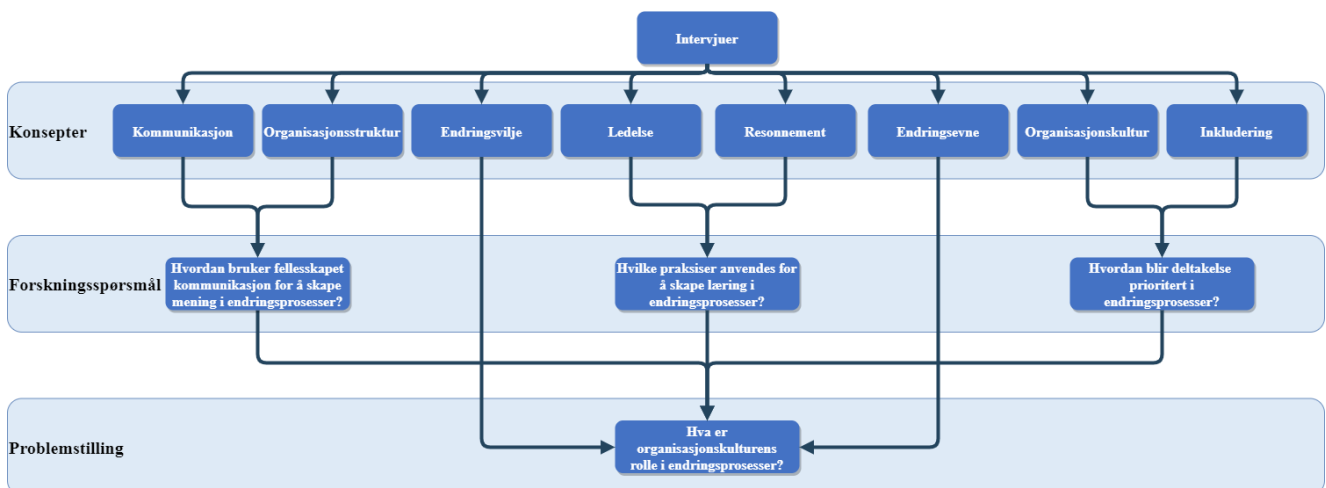 Intervjuer
Konsepter
Kommunikasjon
Organisasjonsstruktur
Endringsvilje
Ledelse
Resonnement
Endringsevne
Organisasjonskultur
Inkludering
Forskningsspørsmål
Hvordan bruker fellesskapet
kommunikasjon for å skape
mening i endringsprosesser?
Hvilke praksiser anvendes for
å skape læring i
endringsprosesser?
Hvordan blir deltakelse
prioritert i
endringsprosesser?
Problemstilling
Hva er
organisasjonskulturens
rolle i endringsprosesser?